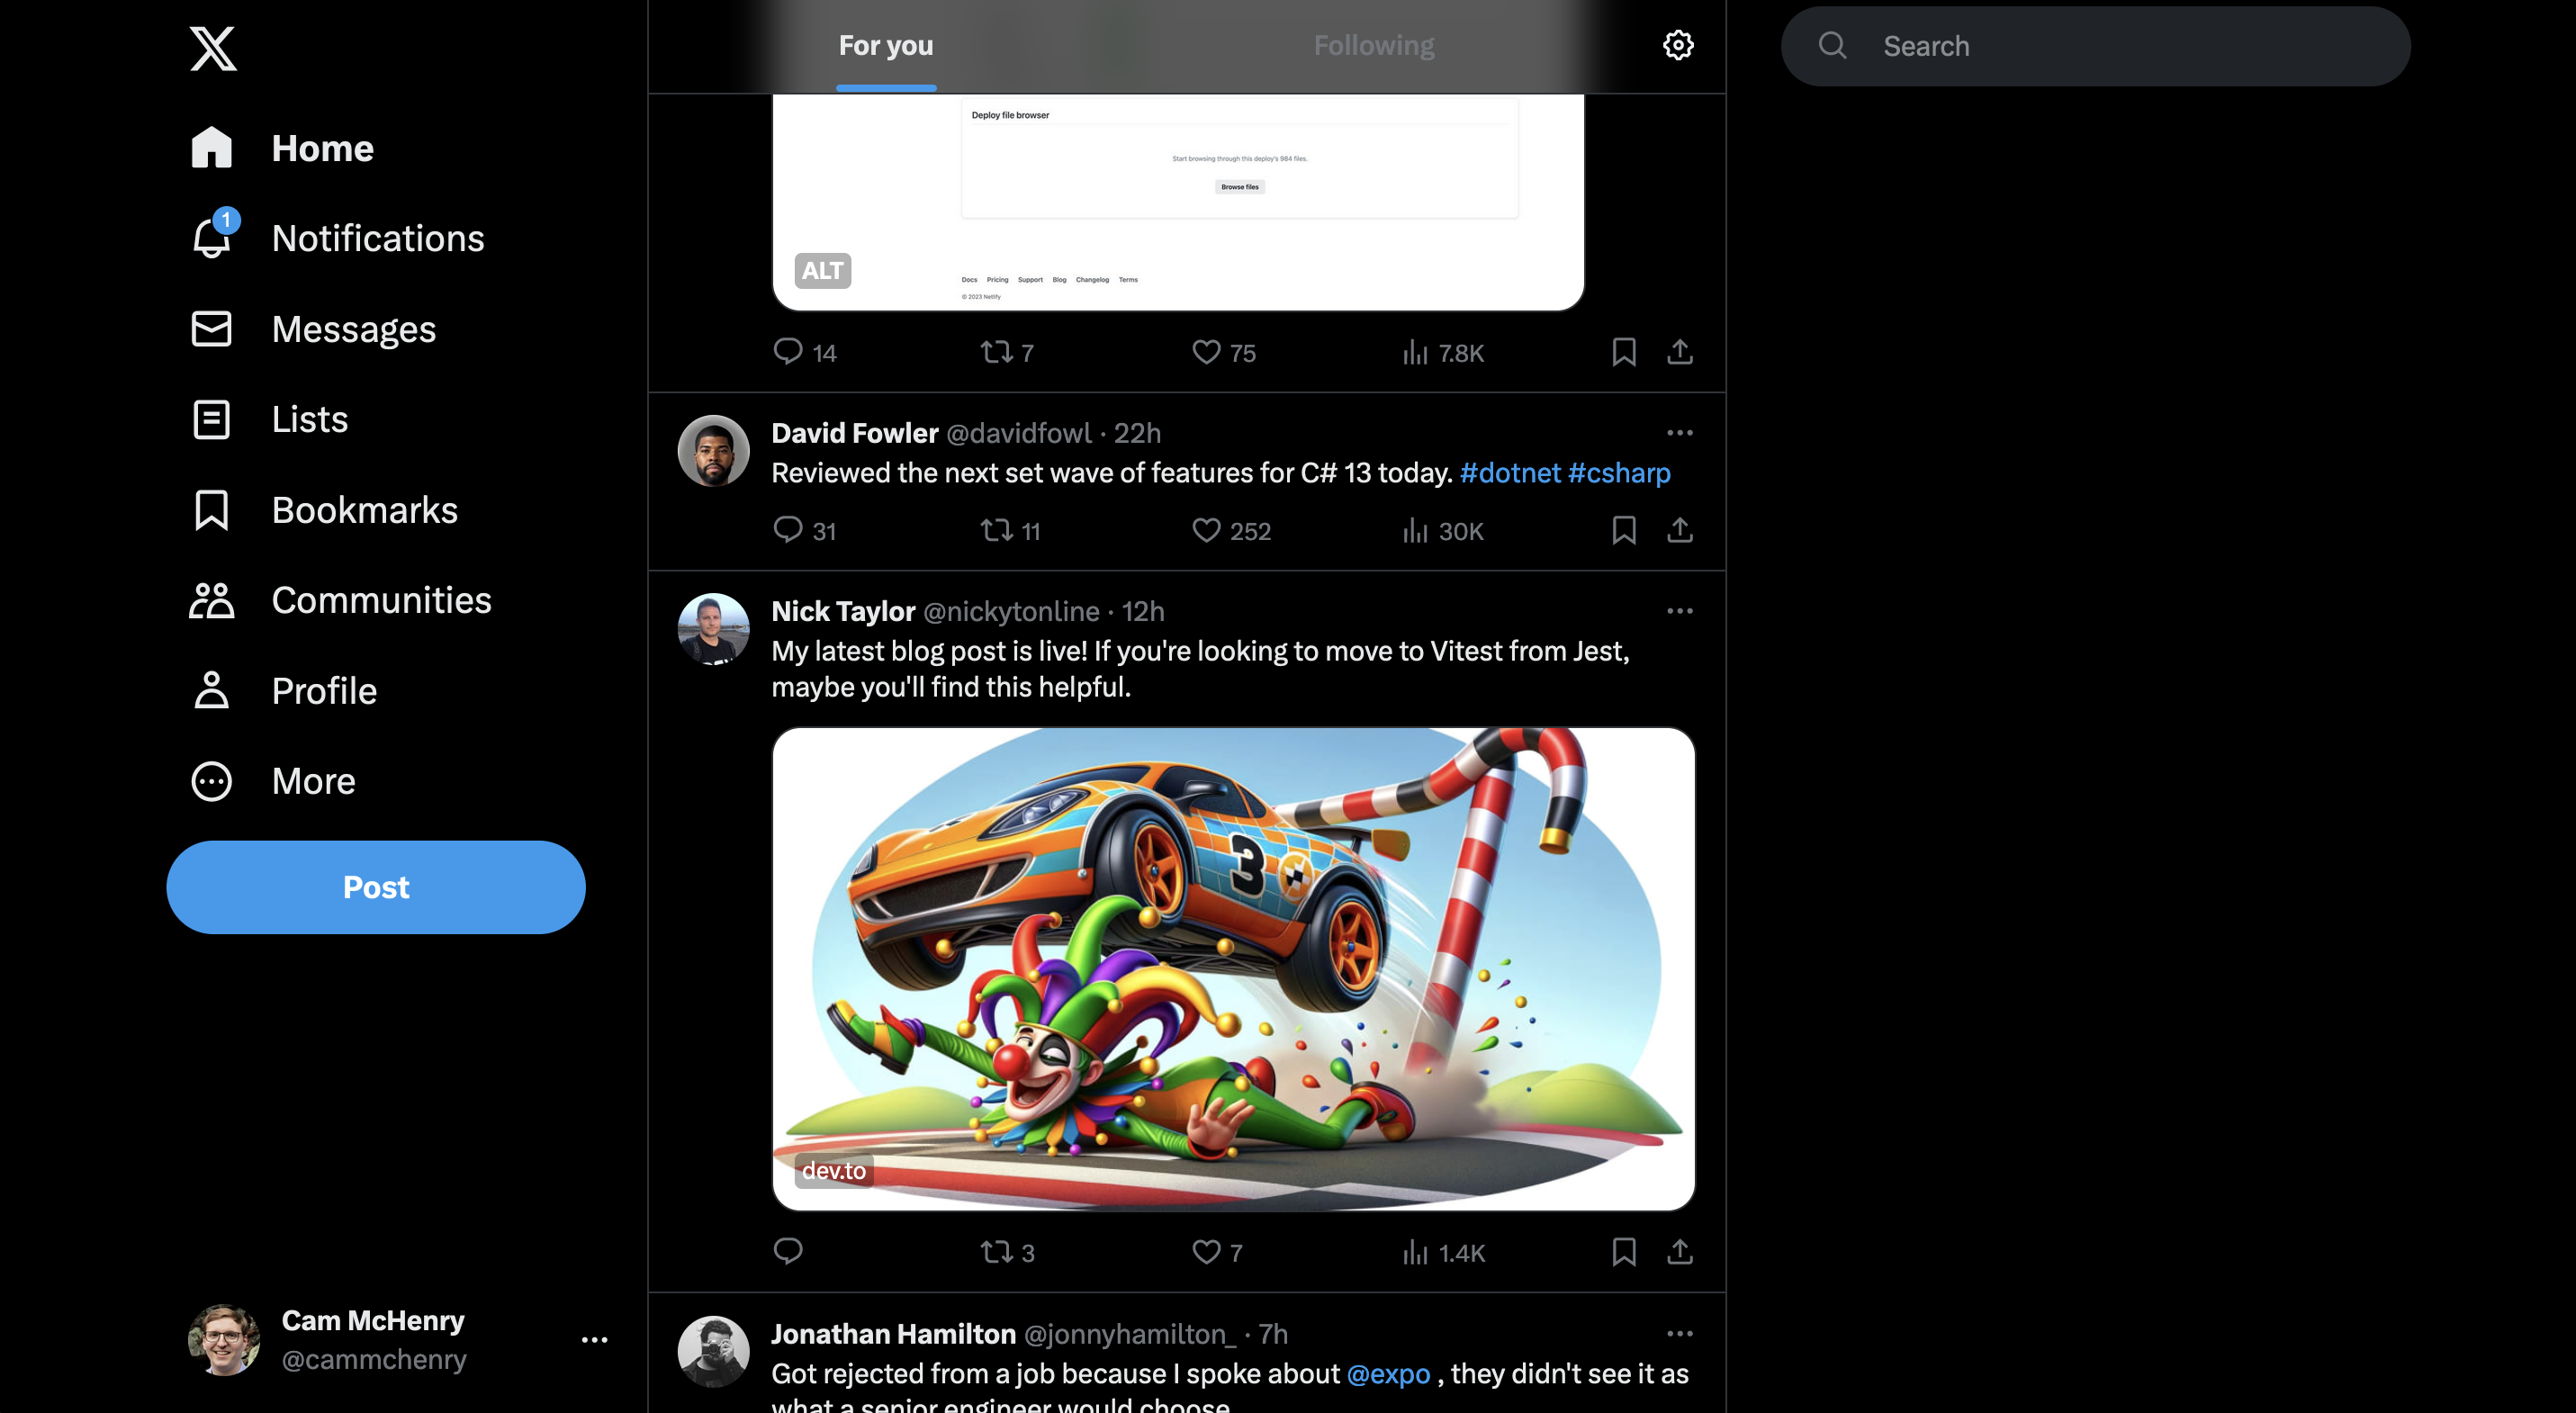 For you
Following
Search
Home
1
Notifications
Messages
Lists
Bookmarks
Communities
Profile
More
Post
Cam McHenry
@cammchenry
Deploy file browser
Start browsing through this deploy's 984 files.
Browse files
ALT
Docs Pricing Support Blog Changelog Terms
© 2023 Netlify
14 7 75 7.8K
David Fowler @davidfowl · 22h
Reviewed the next set wave of features for C# 13 today. #dotnet #csharp
31 11 252 30K
Nick Taylor @nickytonline · 12h
My latest blog post is live! If you're looking to move to Vitest from Jest,
maybe you'll find this helpful.
3
dev.to
3 7 1.4K
Jonathan Hamilton @jonnyhamilton_ · 7h
Got rejected from a job because I spoke about @expo , they didn't see it as
what a senior engineer would choose